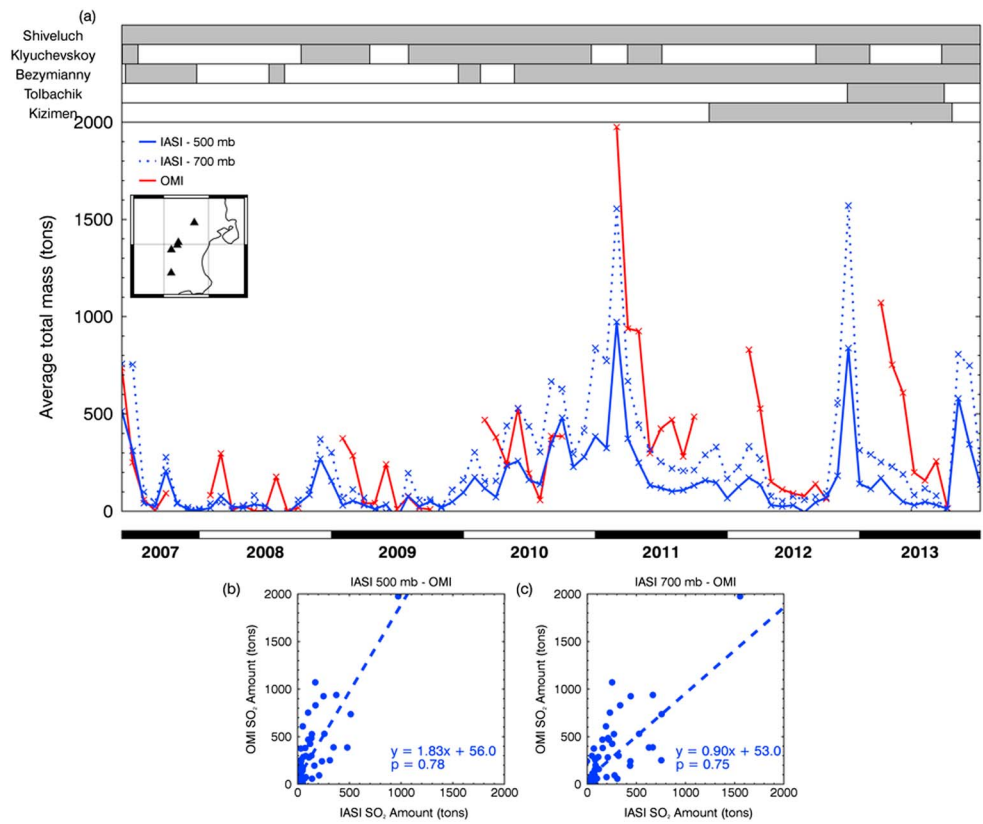 (a)
Shiveluch
Klyuchevskoy
Bezymianny
Tolbachik
Kizimen
2000
1500
1000
500
0
Average total mass (tons)
IASI - 500 mb
IASI - 700 mb
OMI
2007 2008 2009 2010 2011 2012 2013
(b)
IASI 500 mb - OMI
2000
1500
1000
500
0
OMI SO₂ Amount (tons)
y = 1.83x + 56.0
p = 0.78
0 500 1000 1500 2000
IASI SO₂ Amount (tons)
(c)
IASI 700 mb - OMI
2000
1500
1000
500
0
OMI SO₂ Amount (tons)
y = 0.90x + 53.0
p = 0.75
0 500 1000 1500 2000
IASI SO₂ Amount (tons)